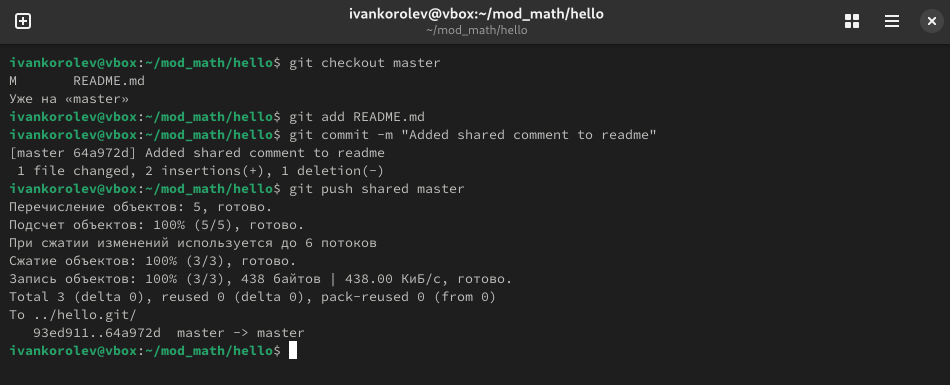 ivankorolev@vbox:~/mod_math/hello
~/mod_math/hello
ivankorolev@vbox:~/mod_math/hello$ git checkout master
M       README.md
Уже на «master»
ivankorolev@vbox:~/mod_math/hello$ git add README.md
ivankorolev@vbox:~/mod_math/hello$ git commit -m "Added shared comment to readme"
[master 64a972d] Added shared comment to readme
 1 file changed, 2 insertions(+), 1 deletion(-)
ivankorolev@vbox:~/mod_math/hello$ git push shared master
Перечисление объектов: 5, готово.
Подсчет объектов: 100% (5/5), готово.
При сжатии изменений используется до 6 потоков
Сжатие объектов: 100% (3/3), готово.
Запись объектов: 100% (3/3), 438 байтов | 438.00 КиБ/с, готово.
Total 3 (delta 0), reused 0 (delta 0), pack-reused 0 (from 0)
To ../hello.git/
   93ed911..64a972d  master -> master
ivankorolev@vbox:~/mod_math/hello$